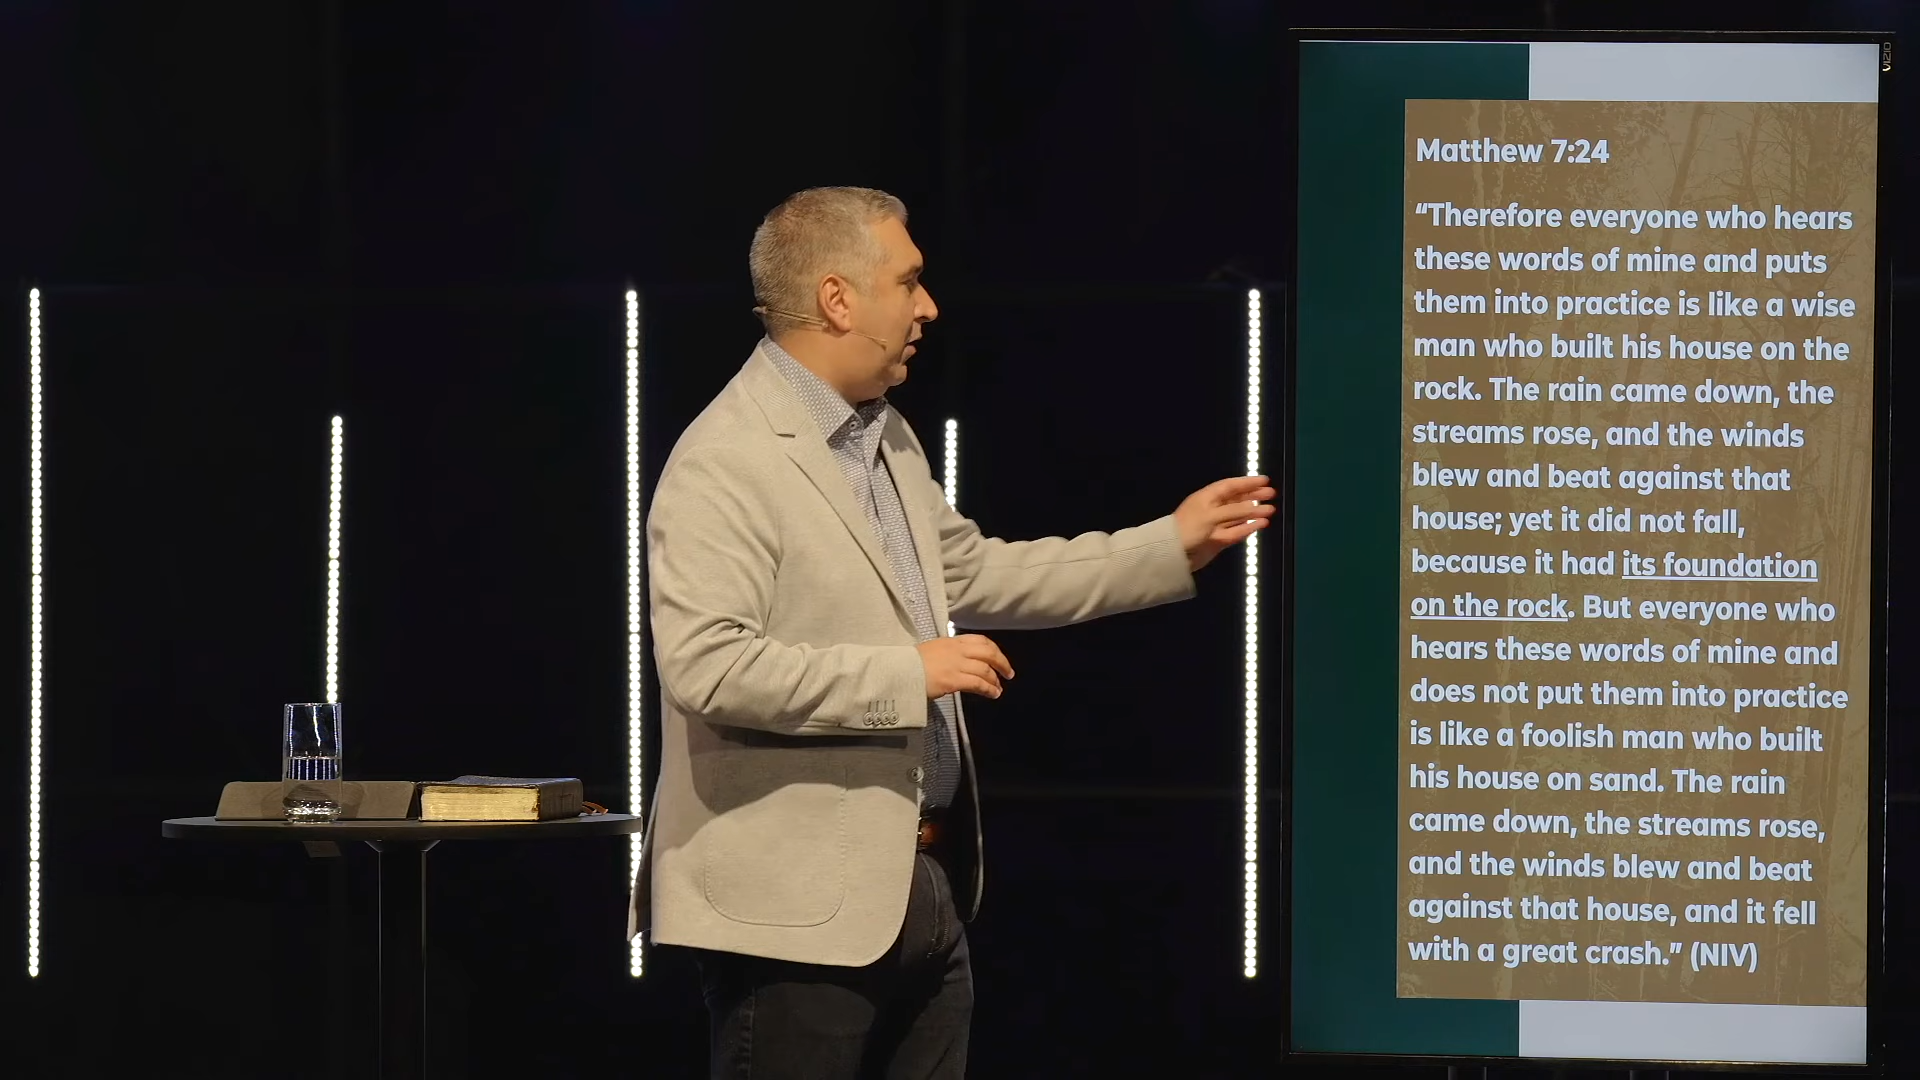 VIZIO
Matthew 7:24
“Therefore everyone who hears
these words of mine and puts
them into practice is like a wise
man who built his house on the
rock. The rain came down, the
streams rose, and the winds
blew and beat against that
house; yet it did not fall,
because it had its foundation
on the rock. But everyone who
hears these words of mine and
does not put them into practice
is like a foolish man who built
his house on sand. The rain
came down, the streams rose,
and the winds blew and beat
against that house, and it fell
with a great crash.” (NIV)